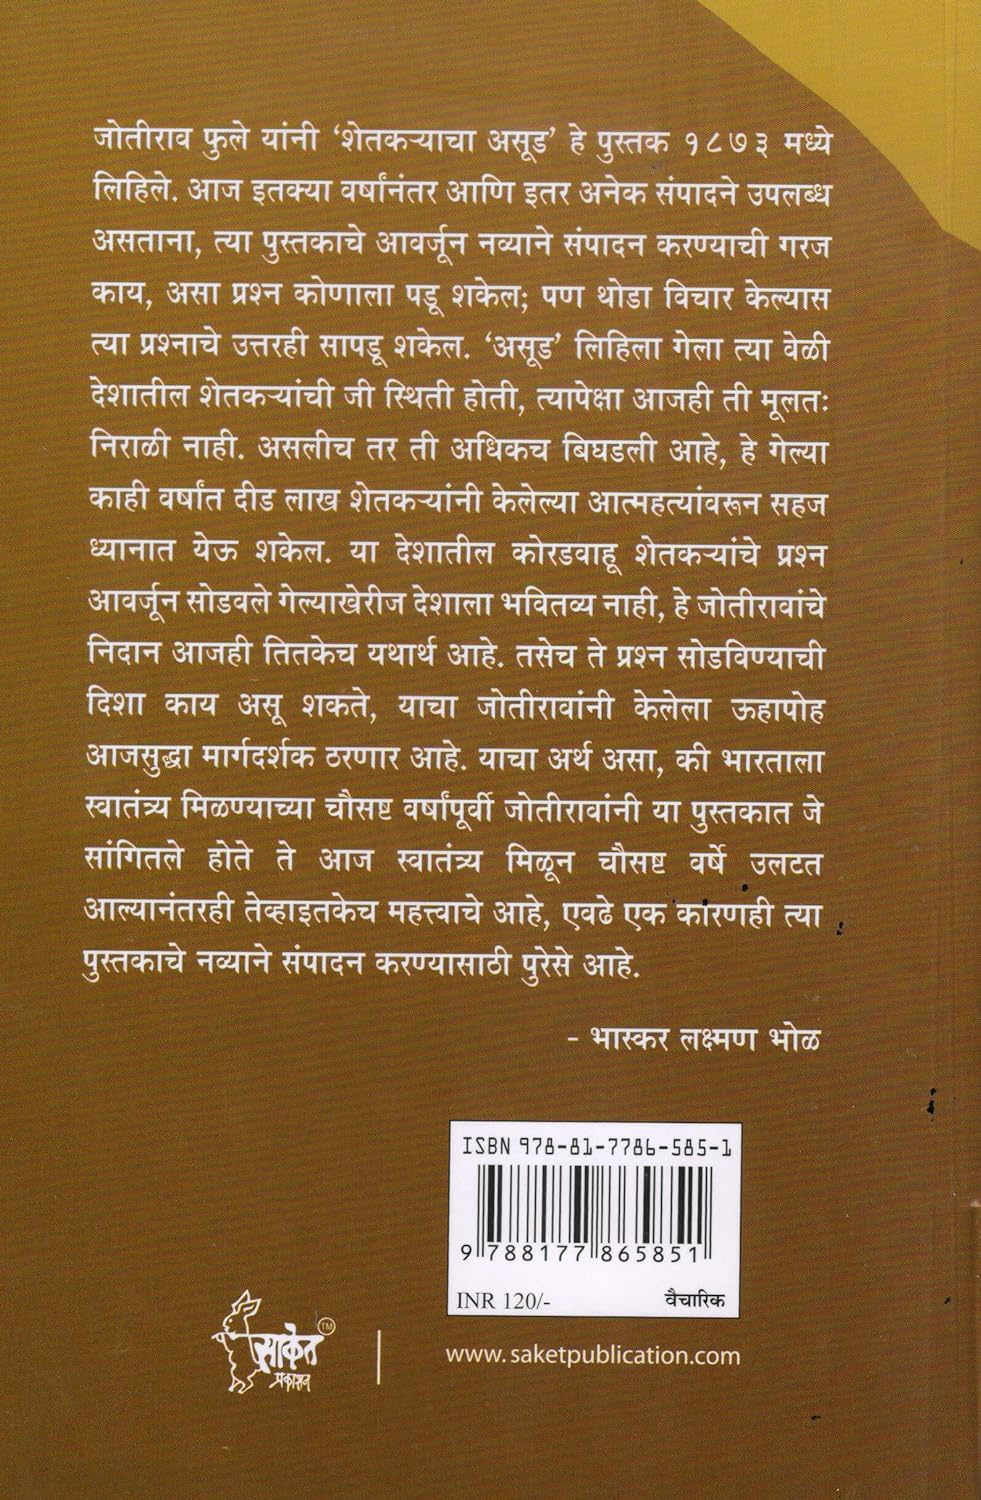 जोतीराव फुले यांनी ‘शेतकऱ्याचा असूड’ हे पुस्तक १८७३ मध्ये
लिहिले. आज इतक्या वर्षांनंतर आणि इतर अनेक संपादने उपलब्ध
असताना, त्या पुस्तकाचे आवर्जून नव्याने संपादन करण्याची गरज
काय, असा प्रश्न कोणाला पडू शकेल; पण थोडा विचार केल्यास
त्या प्रश्नाचे उत्तरही सापडू शकेल. ‘असूड’ लिहिला गेला त्या वेळी
देशातील शेतकऱ्यांची जी स्थिती होती, त्यापेक्षा आजही ती मूलतः
निराळी नाही. असलीच तर ती अधिकच बिघडली आहे, हे गेल्या
काही वर्षांत दीड लाख शेतकऱ्यांनी केलेल्या आत्महत्यांवरून सहज
ध्यानात येऊ शकेल. या देशातील कोरडवाहू शेतकऱ्यांचे प्रश्न
आवर्जून सोडवले गेल्याखेरीज देशाला भवितव्य नाही, हे जोतीरावांचे
निदान आजही तितकेच यथार्थ आहे. तसेच ते प्रश्न सोडविण्याची
दिशा काय असू शकते, याचा जोतीरावांनी केलेला ऊहापोह
आजसुद्धा मार्गदर्शक ठरणार आहे. याचा अर्थ असा, की भारताला
स्वातंत्र्य मिळण्याच्या चौसष्ट वर्षांपूर्वी जोतीरावांनी या पुस्तकात जे
सांगितले होते ते आज स्वातंत्र्य मिळून चौसष्ट वर्षे उलटत
आल्यानंतरही तेव्हाइतकेच महत्त्वाचे आहे, एवढे एक कारणही त्या
पुस्तकाचे नव्याने संपादन करण्यासाठी पुरेसे आहे.
- भास्कर लक्ष्मण भोळे
ISBN 978-81-7786-585-1
9 788177 865851
INR 120/- वैचारिक
साकेत TM
प्रकाशन
www.saketpublication.com